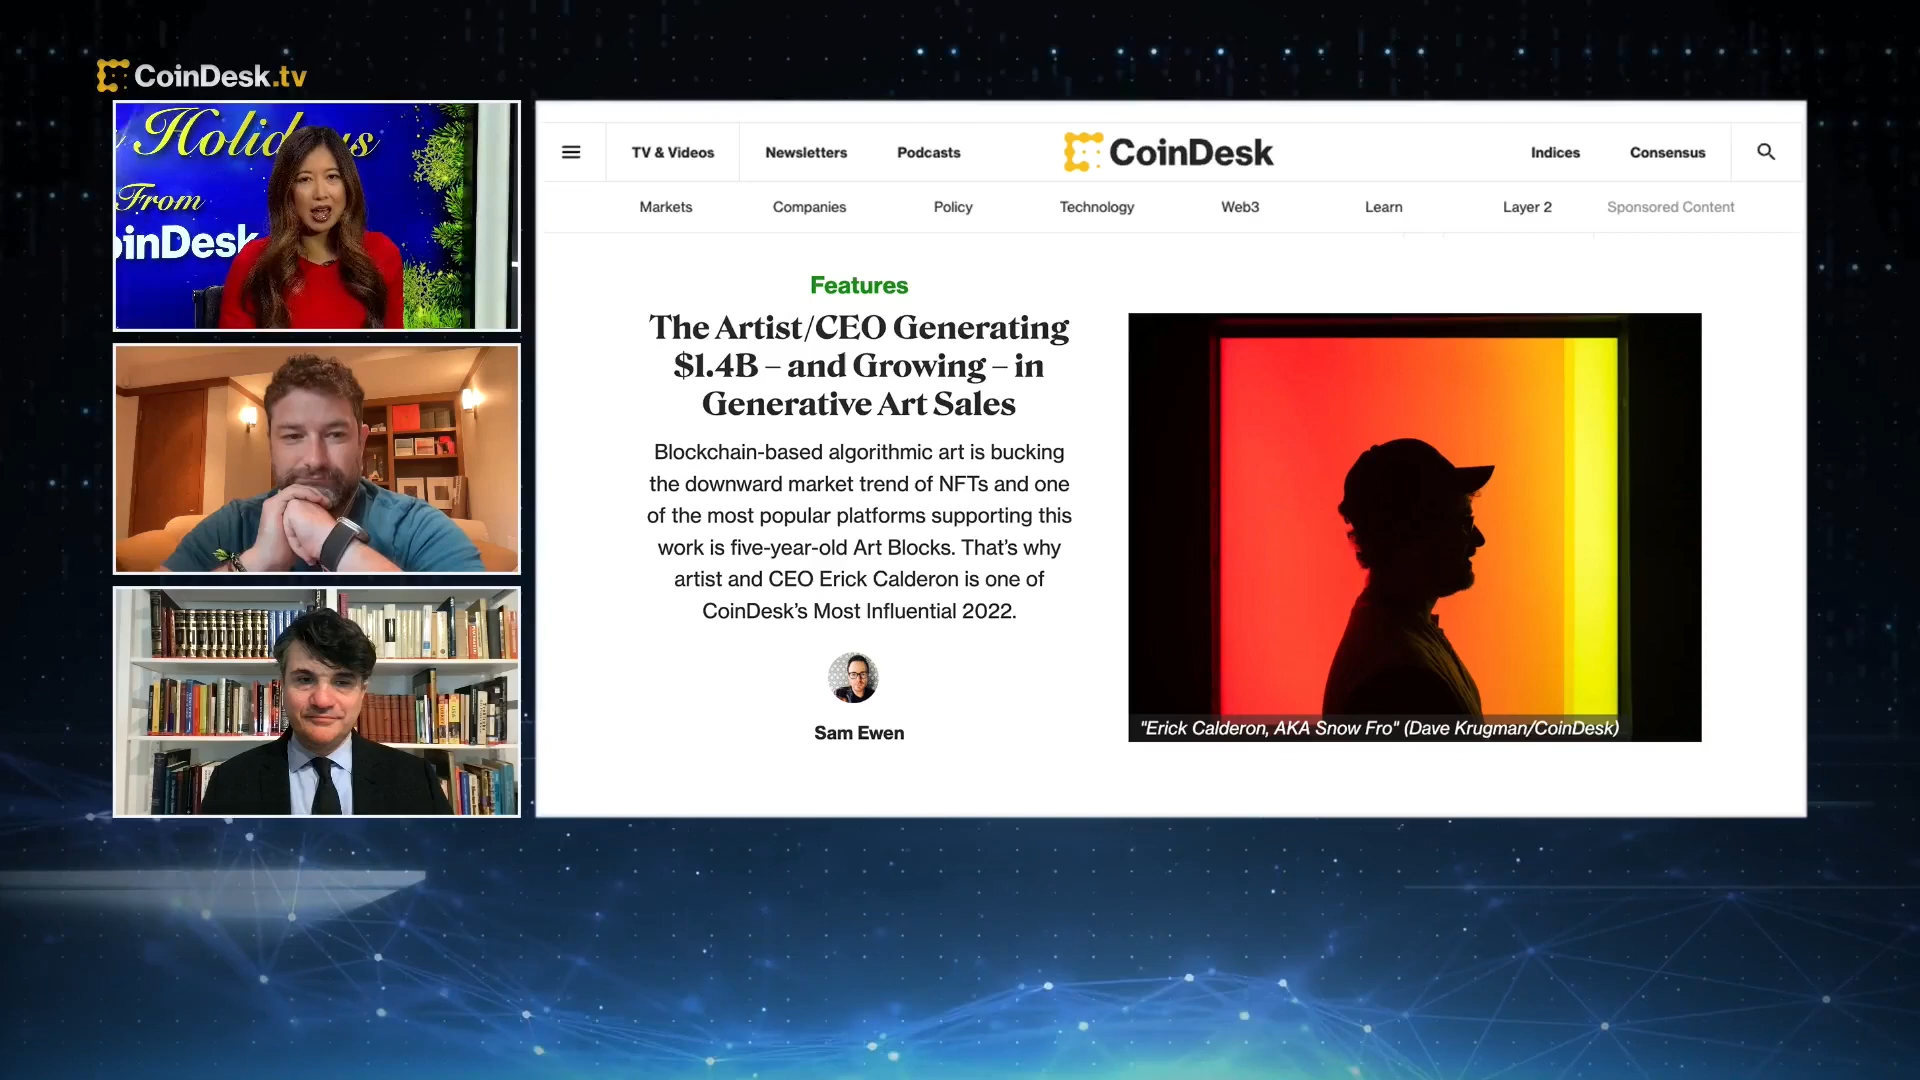 CoinDesk.tv
Holidays
From
CoinDesk
TV & Videos
Newsletters
Podcasts
CoinDesk
Indices
Consensus
Markets
Companies
Policy
Technology
Web3
Learn
Layer 2
Sponsored Content
Features
The Artist/CEO Generating
$1.4B – and Growing – in
Generative Art Sales
Blockchain-based algorithmic art is bucking
the downward market trend of NFTs and one
of the most popular platforms supporting this
work is five-year-old Art Blocks. That's why
artist and CEO Erick Calderon is one of
CoinDesk's Most Influential 2022.
Sam Ewen
"Erick Calderon, AKA Snow Fro" (Dave Krugman/CoinDesk)